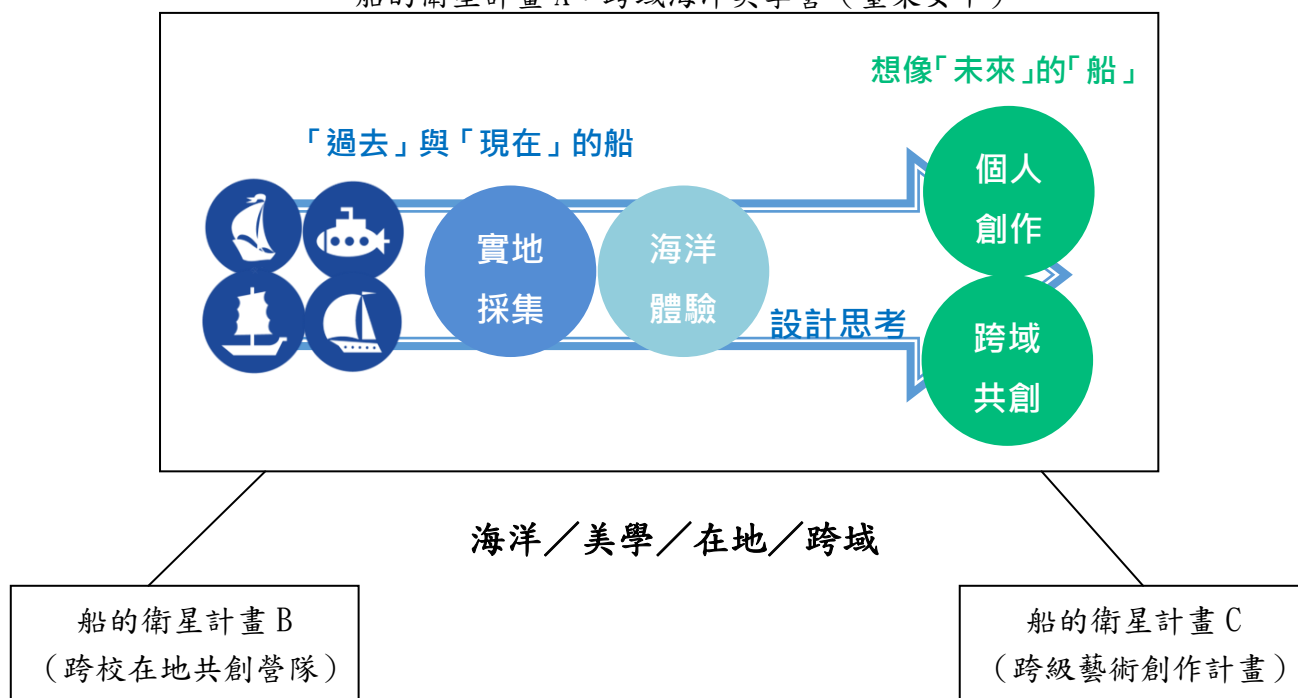 想像「未來」的「船」
「過去」與「現在」的船
個人
創作
實地
採集
海洋
體驗
設計思考
跨域
共創
海洋／美學／在地／跨域
船的衛星計畫 B
（跨校在地共創營隊）
船的衛星計畫 C
（跨級藝術創作計畫）